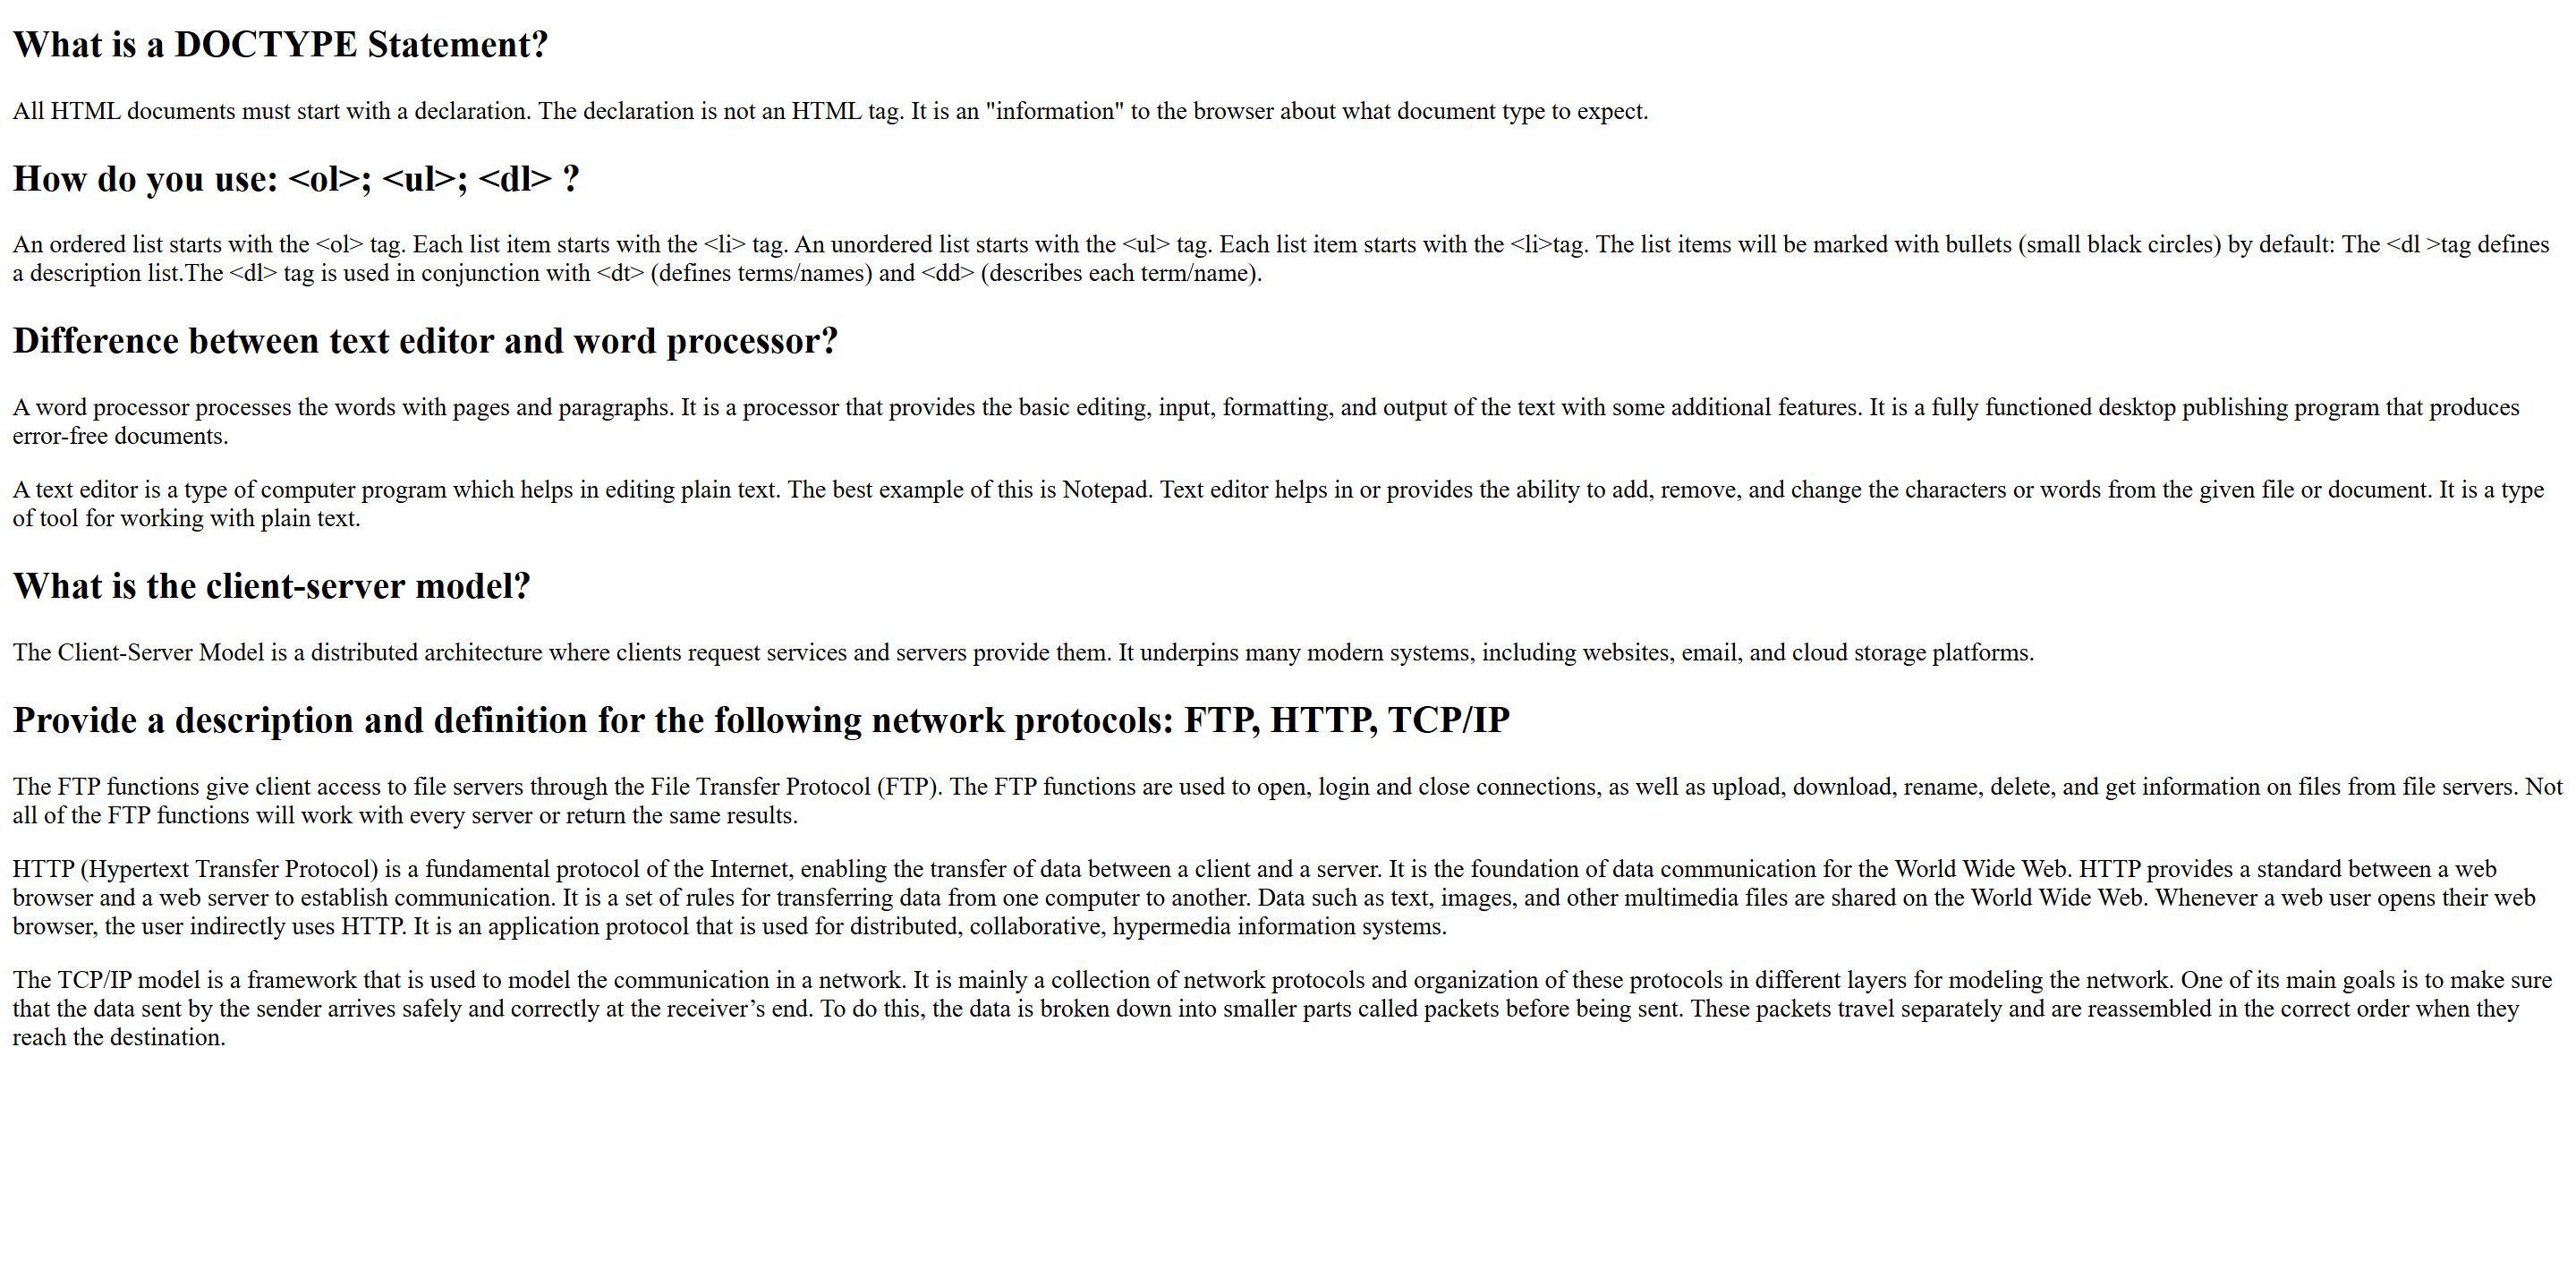 What is a DOCTYPE Statement?
All HTML documents must start with a declaration. The declaration is not an HTML tag. It is an "information" to the browser about what document type to expect.
How do you use: <ol>; <ul>; <dl> ?
An ordered list starts with the <ol> tag. Each list item starts with the <li> tag. An unordered list starts with the <ul> tag. Each list item starts with the <li>tag. The list items will be marked with bullets (small black circles) by default: The <dl >tag defines
a description list.The <dl> tag is used in conjunction with <dt> (defines terms/names) and <dd> (describes each term/name).
Difference between text editor and word processor?
A word processor processes the words with pages and paragraphs. It is a processor that provides the basic editing, input, formatting, and output of the text with some additional features. It is a fully functioned desktop publishing program that produces
error-free documents.
A text editor is a type of computer program which helps in editing plain text. The best example of this is Notepad. Text editor helps in or provides the ability to add, remove, and change the characters or words from the given file or document. It is a type
of tool for working with plain text.
What is the client-server model?
The Client-Server Model is a distributed architecture where clients request services and servers provide them. It underpins many modern systems, including websites, email, and cloud storage platforms.
Provide a description and definition for the following network protocols: FTP, HTTP, TCP/IP
The FTP functions give client access to file servers through the File Transfer Protocol (FTP). The FTP functions are used to open, login and close connections, as well as upload, download, rename, delete, and get information on files from file servers. Not
all of the FTP functions will work with every server or return the same results.
HTTP (Hypertext Transfer Protocol) is a fundamental protocol of the Internet, enabling the transfer of data between a client and a server. It is the foundation of data communication for the World Wide Web. HTTP provides a standard between a web
browser and a web server to establish communication. It is a set of rules for transferring data from one computer to another. Data such as text, images, and other multimedia files are shared on the World Wide Web. Whenever a web user opens their web
browser, the user indirectly uses HTTP. It is an application protocol that is used for distributed, collaborative, hypermedia information systems.
The TCP/IP model is a framework that is used to model the communication in a network. It is mainly a collection of network protocols and organization of these protocols in different layers for modeling the network. One of its main goals is to make sure
that the data sent by the sender arrives safely and correctly at the receiver’s end. To do this, the data is broken down into smaller parts called packets before being sent. These packets travel separately and are reassembled in the correct order when they
reach the destination.